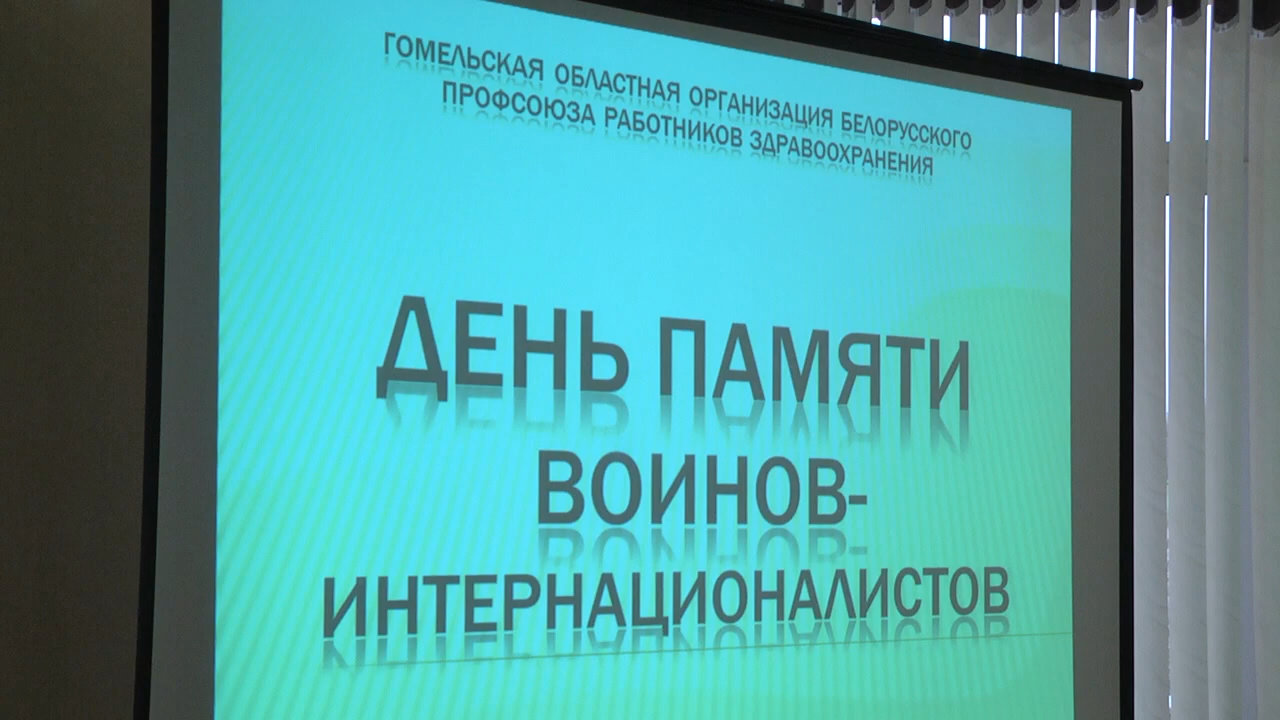 ГОМЕЛЬСКАЯ ОБЛАСТНАЯ ОРГАНИЗАЦИЯ БЕЛОРУССКОГО
ПРОФСОЮЗА РАБОТНИКОВ ЗДРАВООХРАНЕНИЯ
ДЕНЬ ПАМЯТИ
ВОИНОВ-
ИНТЕРНАЦИОНАЛИСТОВ